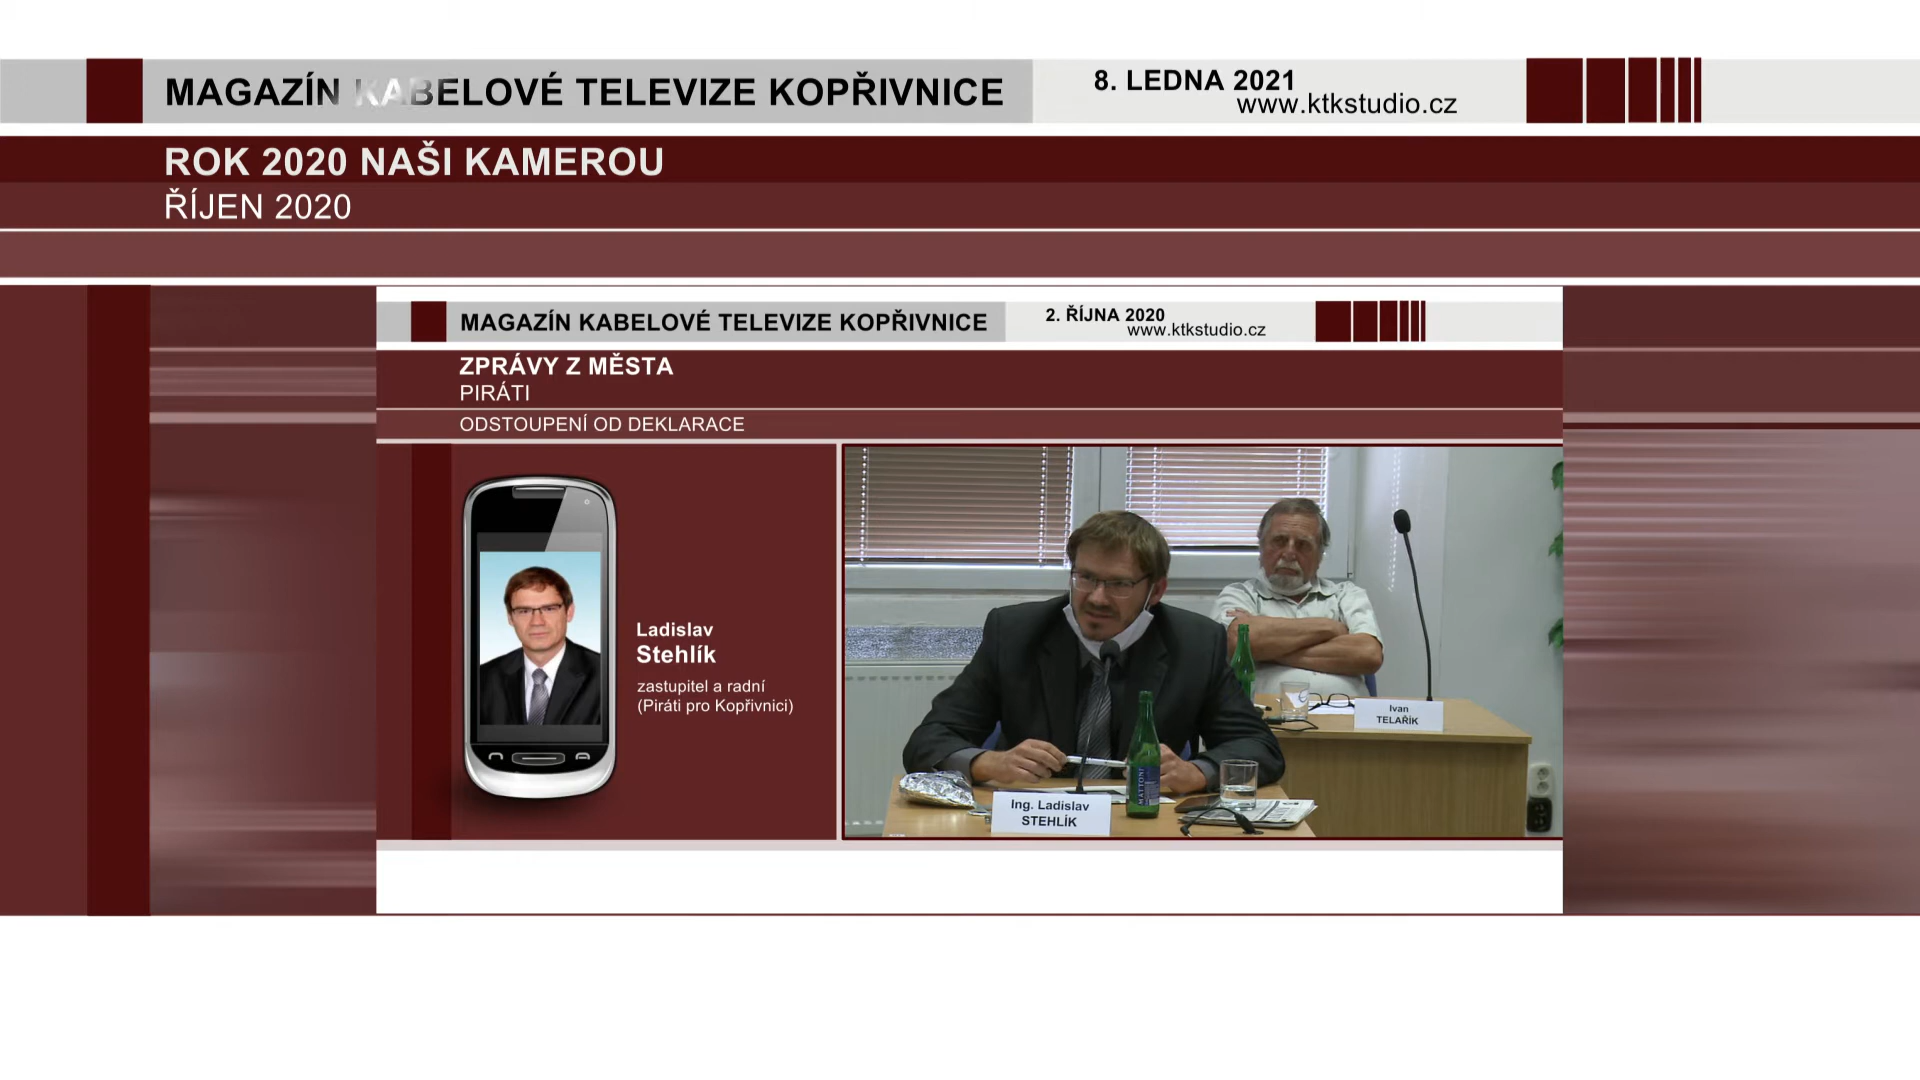 MAGAZÍN KABELOVÉ TELEVIZE KOPŘIVNICE
8. LEDNA 2021
www.ktkstudio.cz
ROK 2020 NAŠI KAMEROU
ŘÍJEN 2020
MAGAZÍN KABELOVÉ TELEVIZE KOPŘIVNICE
2. ŘÍJNA 2020
www.ktkstudio.cz
ZPRÁVY Z MĚSTA
PIRÁTI
ODSTOUPENÍ OD DEKLARACE
Ladislav
Stehlík
zastupitel a radní
(Piráti pro Kopřivnici)
Ivan
TELAŘÍK
MATTONI
Ing. Ladislav
STEHLÍK